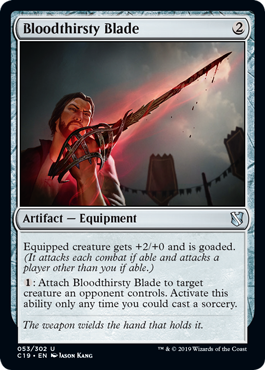 Bloodthirsty Blade 2
Artifact — Equipment
Equipped creature gets +2/+0 and is goaded.
(It attacks each combat if able and attacks a
player other than you if able.)
1: Attach Bloodthirsty Blade to target
creature an opponent controls. Activate this
ability only any time you could cast a sorcery.
The weapon wields the hand that holds it.
053/302 U
C19 • EN Jason Kang ™ & © 2019 Wizards of the Coast